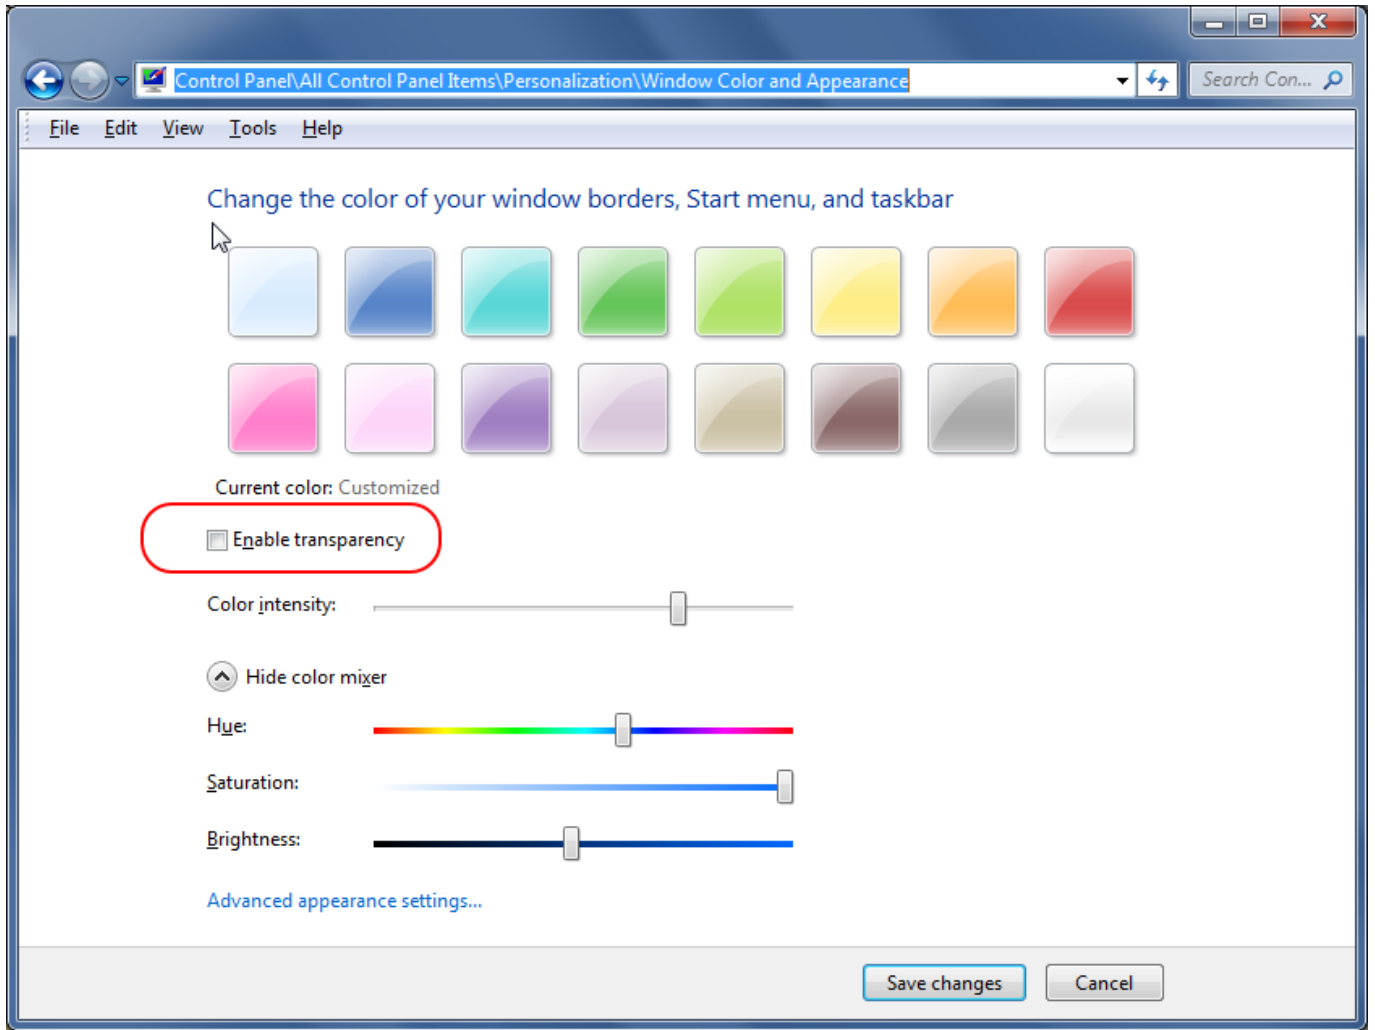 Control Panel\All Control Panel Items\Personalization\Window Color and Appearance
Search Con...
File Edit View Tools Help
Change the color of your window borders, Start menu, and taskbar
Current color: Customized
Enable transparency
Color intensity:
Hide color mixer
Hue:
Saturation:
Brightness:
Advanced appearance settings...
Save changes Cancel